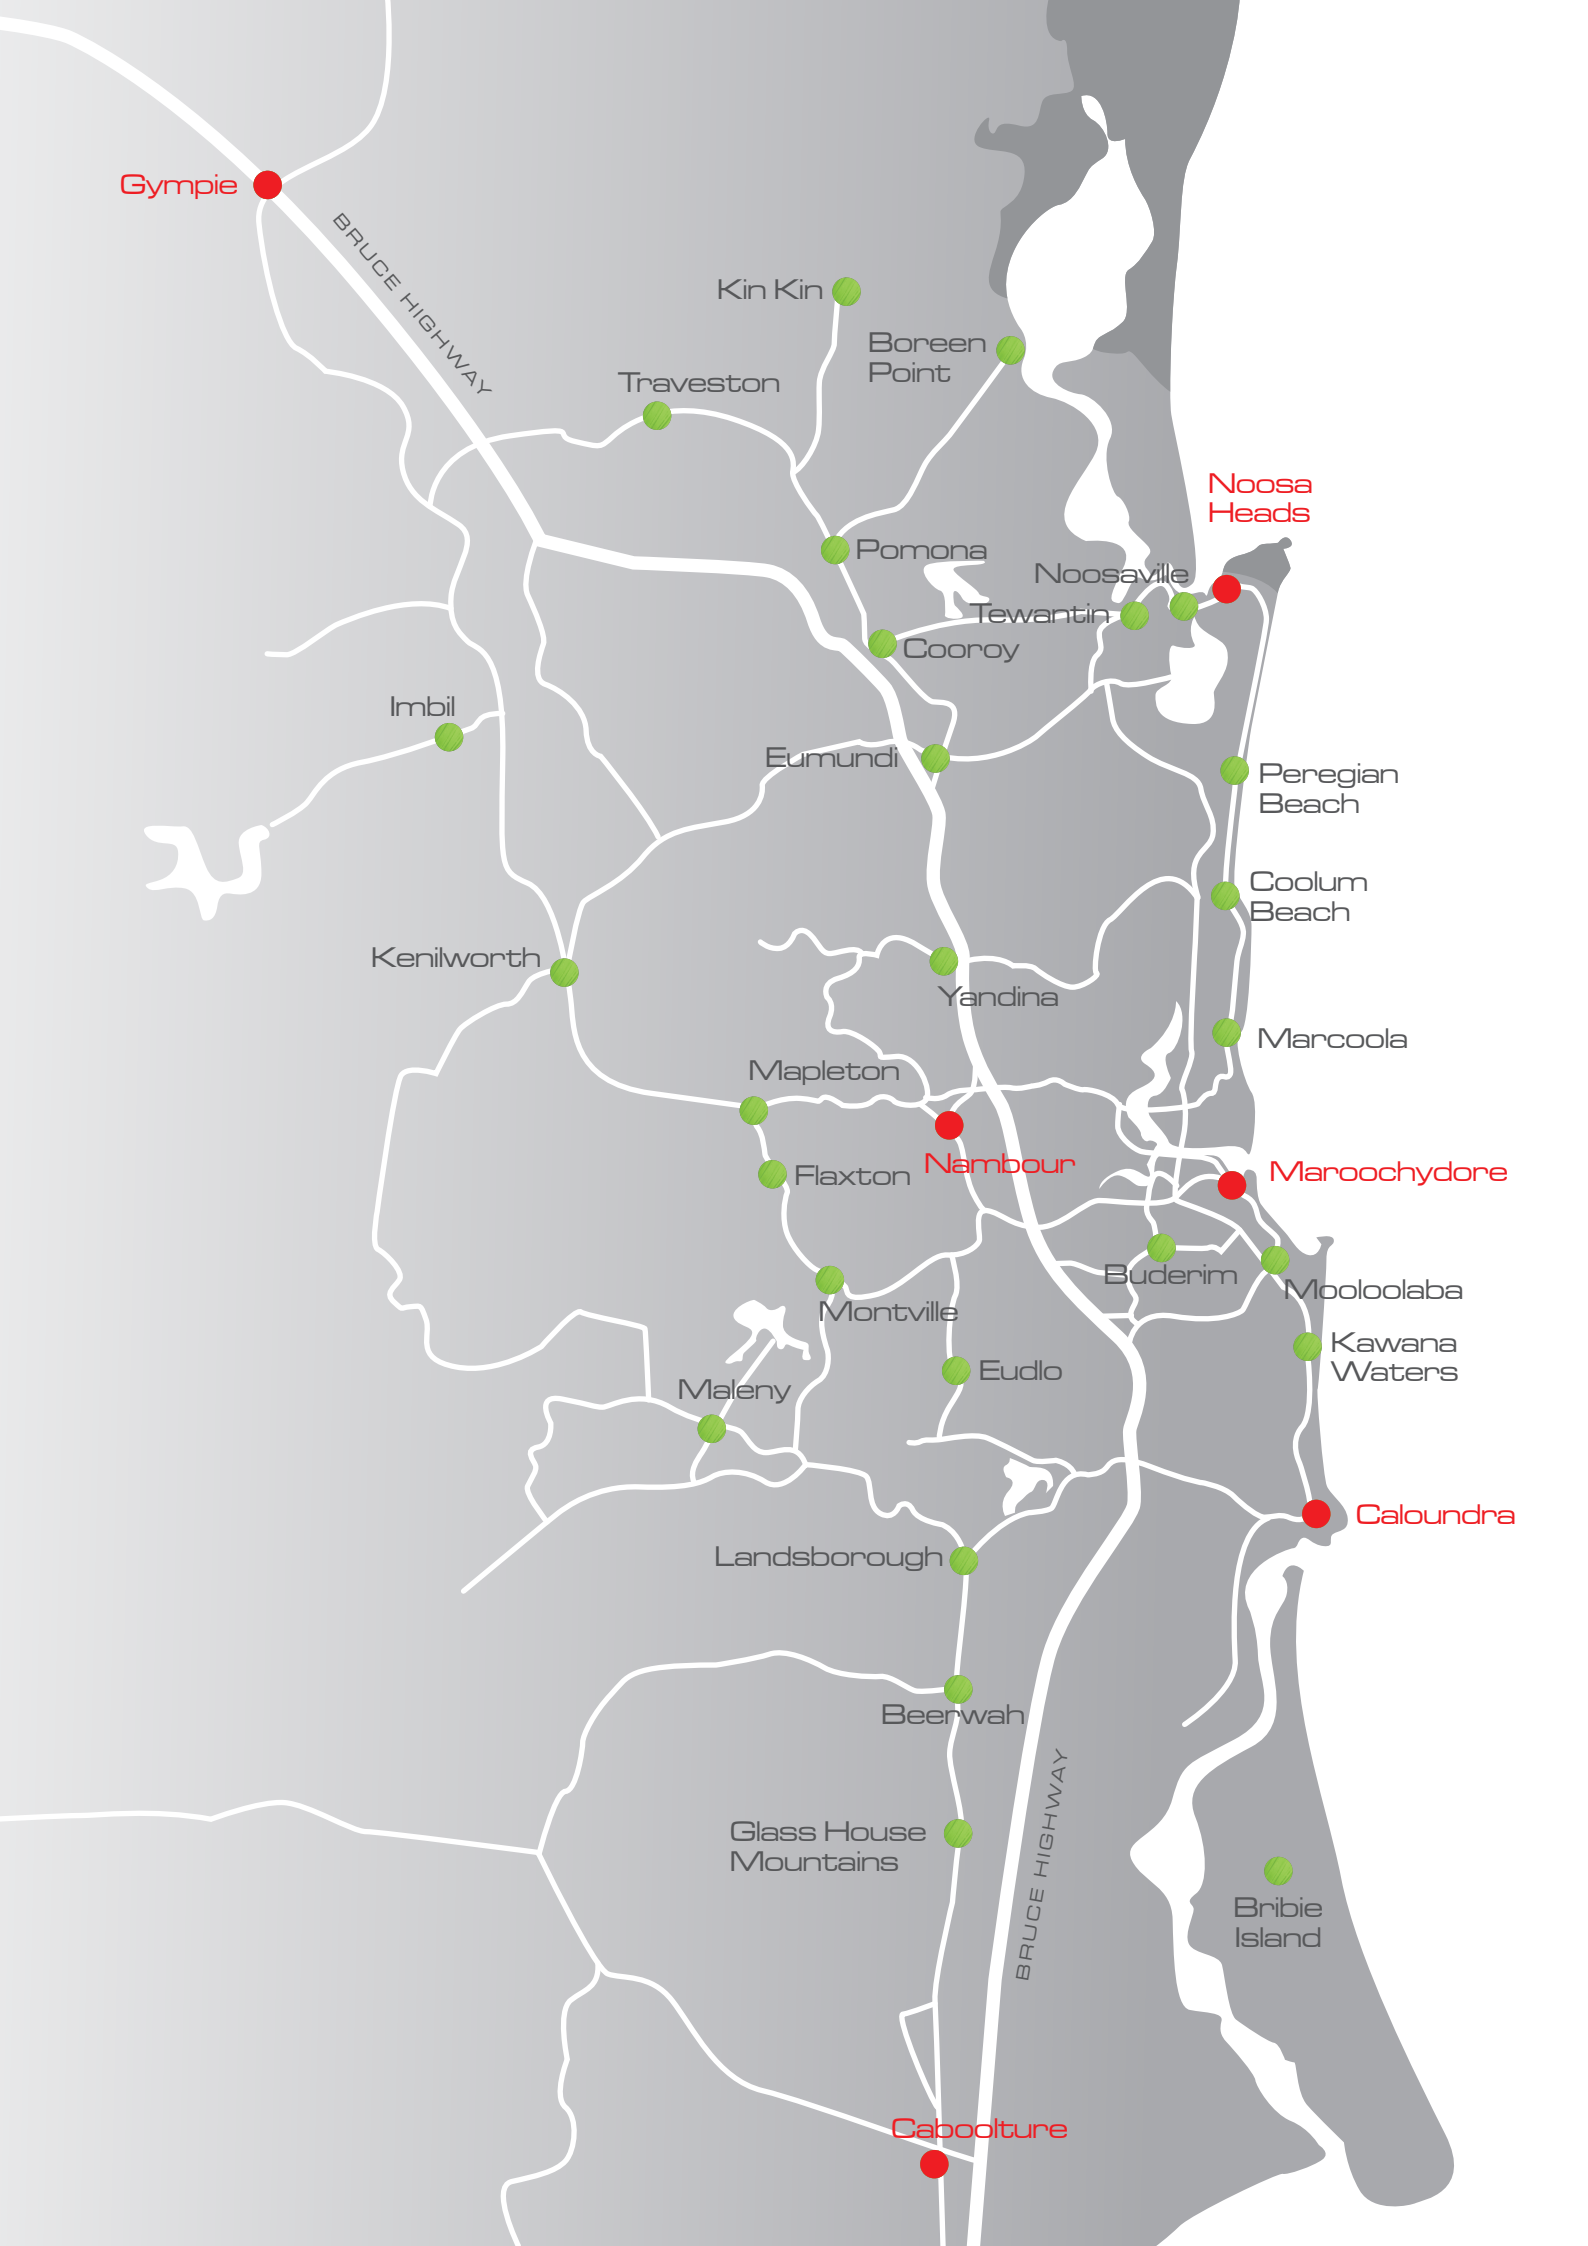 Gympie
BRUCE HIGHWAY
Kin Kin
Boreen
Point
Traveston
Noosa
Heads
Pomona
Noosaville
Tewantin
Cooroy
Imbil
Eumundi
Peregian
Beach
Coolum
Beach
Kenilworth
Yandina
Marcoola
Mapleton
Nambour
Flaxton
Maroochydore
Buderim
Mooloolaba
Montville
Kawana
Waters
Eudlo
Maleny
Caloundra
Landsborough
Beerwah
BRUCE HIGHWAY
Glass House
Mountains
Bribie
Island
Caboolture